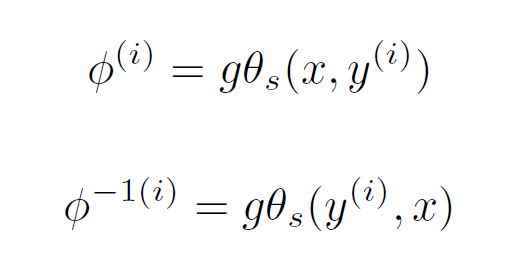 ϕ^{(i)} = gθ_s(x, y^{(i)})
ϕ^{-1(i)} = gθ_s(y^{(i)}, x)